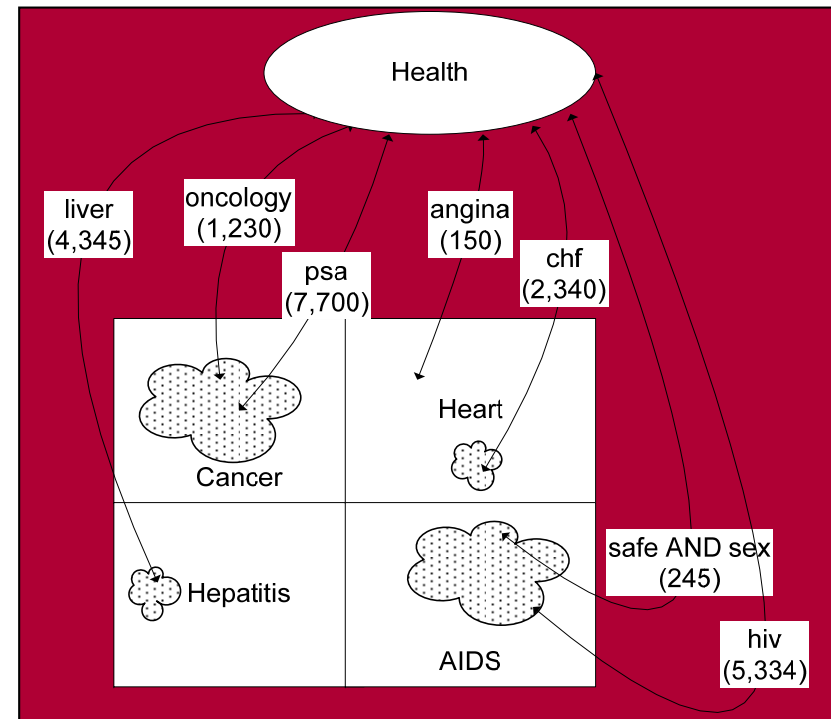 Health
liver
(4,345)
oncology
(1,230)
psa
(7,700)
angina
(150)
chf
(2,340)
Heart
Cancer
safe AND sex
(245)
Hepatitis
AIDS
hiv
(5,334)